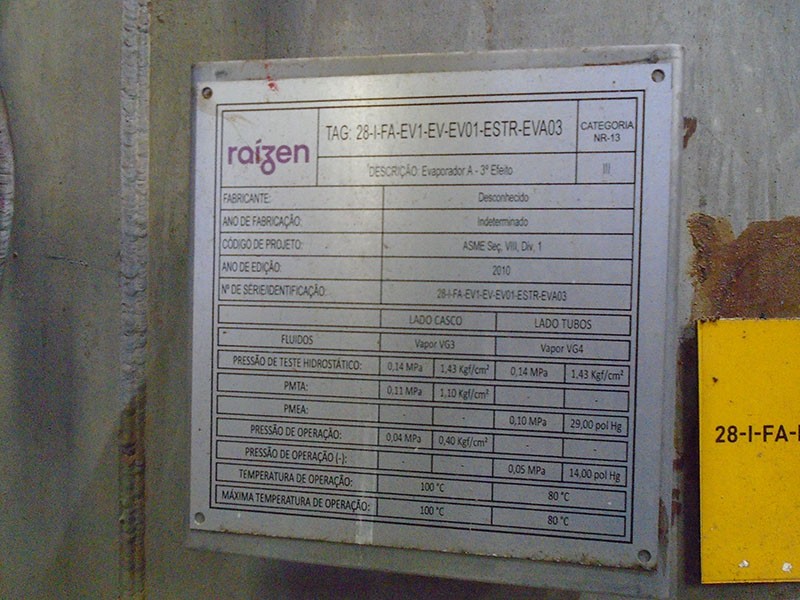 raízen
TAG: 28-I-FA-EV1-EV-EV01-ESTR-EVA03
CATEGORIA
NR-13
DESCRIÇÃO: Evaporador A - 3º Efeito
III
FABRICANTE: Desconhecido
ANO DE FABRICAÇÃO: Indeterminado
CÓDIGO DE PROJETO: ASME Seç. VIII, Div. 1
ANO DE EDIÇÃO: 2010
Nº DE SÉRIE/IDENTIFICAÇÃO: 28-I-FA-EV1-EV-EV01-ESTR-EVA03
LADO CASCO LADO TUBOS
FLUIDOS Vapor VG3 Vapor VG4
PRESSÃO DE TESTE HIDROSTÁTICO: 0,14 MPa 1,43 Kgf/cm² 0,14 MPa 1,43 Kgf/cm²
PMTA: 0,11 MPa 1,10 Kgf/cm² - -
PMEA: - - 0,10 MPa 29,00 pol Hg
PRESSÃO DE OPERAÇÃO: 0,04 MPa 0,40 Kgf/cm² - -
PRESSÃO DE OPERAÇÃO (-): - - 0,05 MPa 14,00 pol Hg
TEMPERATURA DE OPERAÇÃO: 100 °C 80 °C
MÁXIMA TEMPERATURA DE OPERAÇÃO: 100 °C 80 °C
28-I-FA-